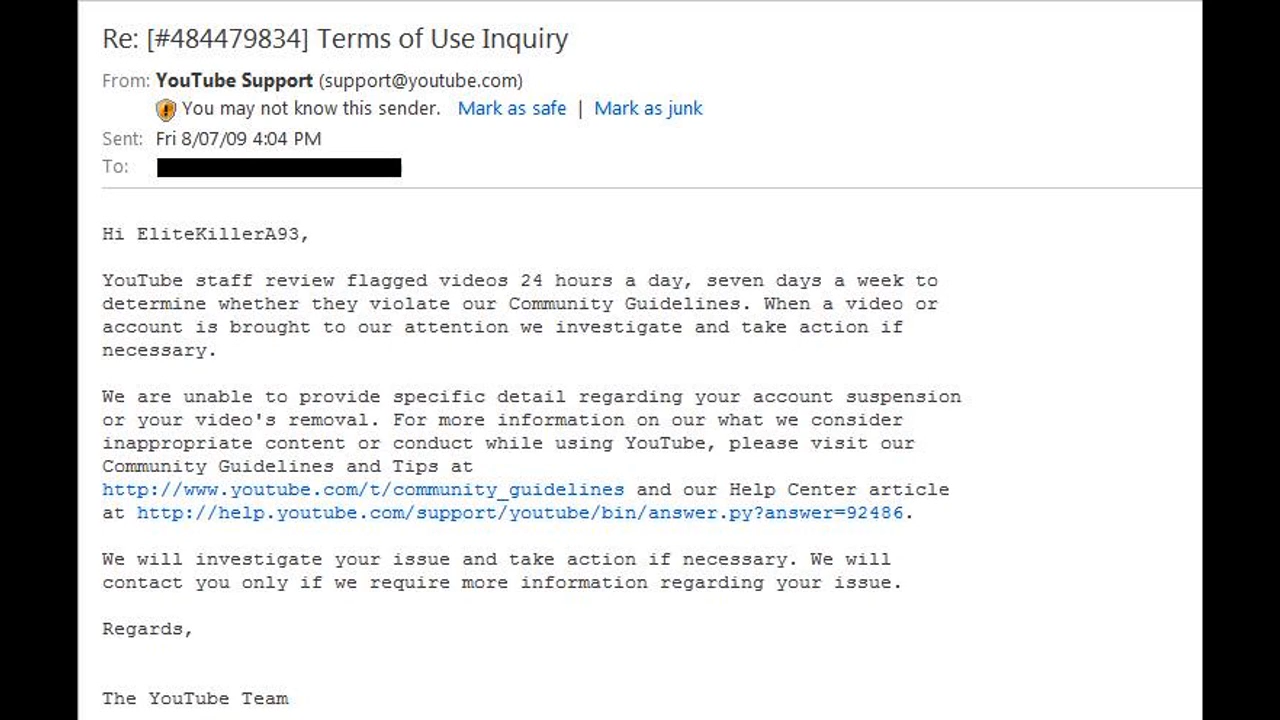 Re: [#484479834] Terms of Use Inquiry
From: YouTube Support (support@youtube.com)
You may not know this sender. Mark as safe | Mark as junk
Sent: Fri 8/07/09 4:04 PM
To:
Hi EliteKillerA93,
YouTube staff review flagged videos 24 hours a day, seven days a week to
determine whether they violate our Community Guidelines. When a video or
account is brought to our attention we investigate and take action if
necessary.
We are unable to provide specific detail regarding your account suspension
or your video's removal. For more information on our what we consider
inappropriate content or conduct while using YouTube, please visit our
Community Guidelines and Tips at
http://www.youtube.com/t/community_guidelines and our Help Center article
at http://help.youtube.com/support/youtube/bin/answer.py?answer=92486.
We will investigate your issue and take action if necessary. We will
contact you only if we require more information regarding your issue.
Regards,
The YouTube Team